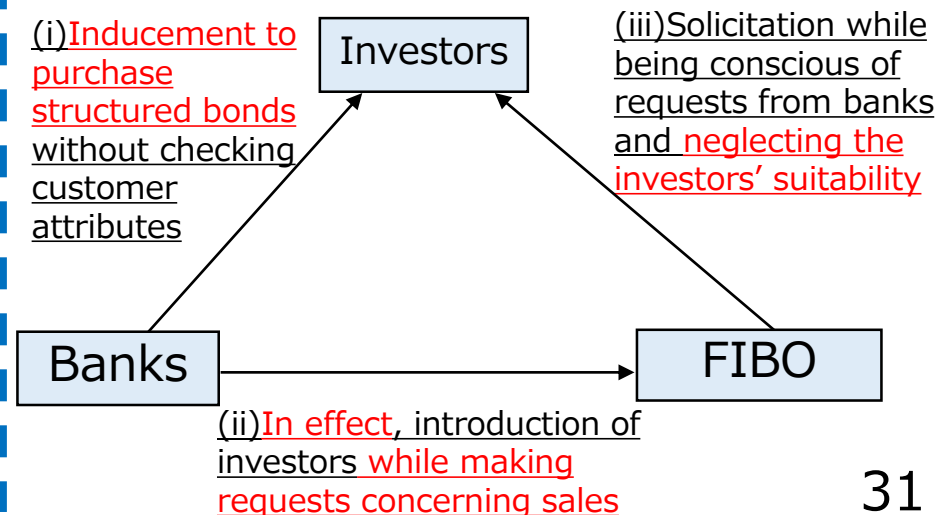 (i)Inducement to
purchase
structured bonds
without checking
customer
attributes
Investors
(iii)Solicitation while
being conscious of
requests from banks
and neglecting the
investors’ suitability
Banks
FIBO
(ii)In effect, introduction of
investors while making
requests concerning sales
31